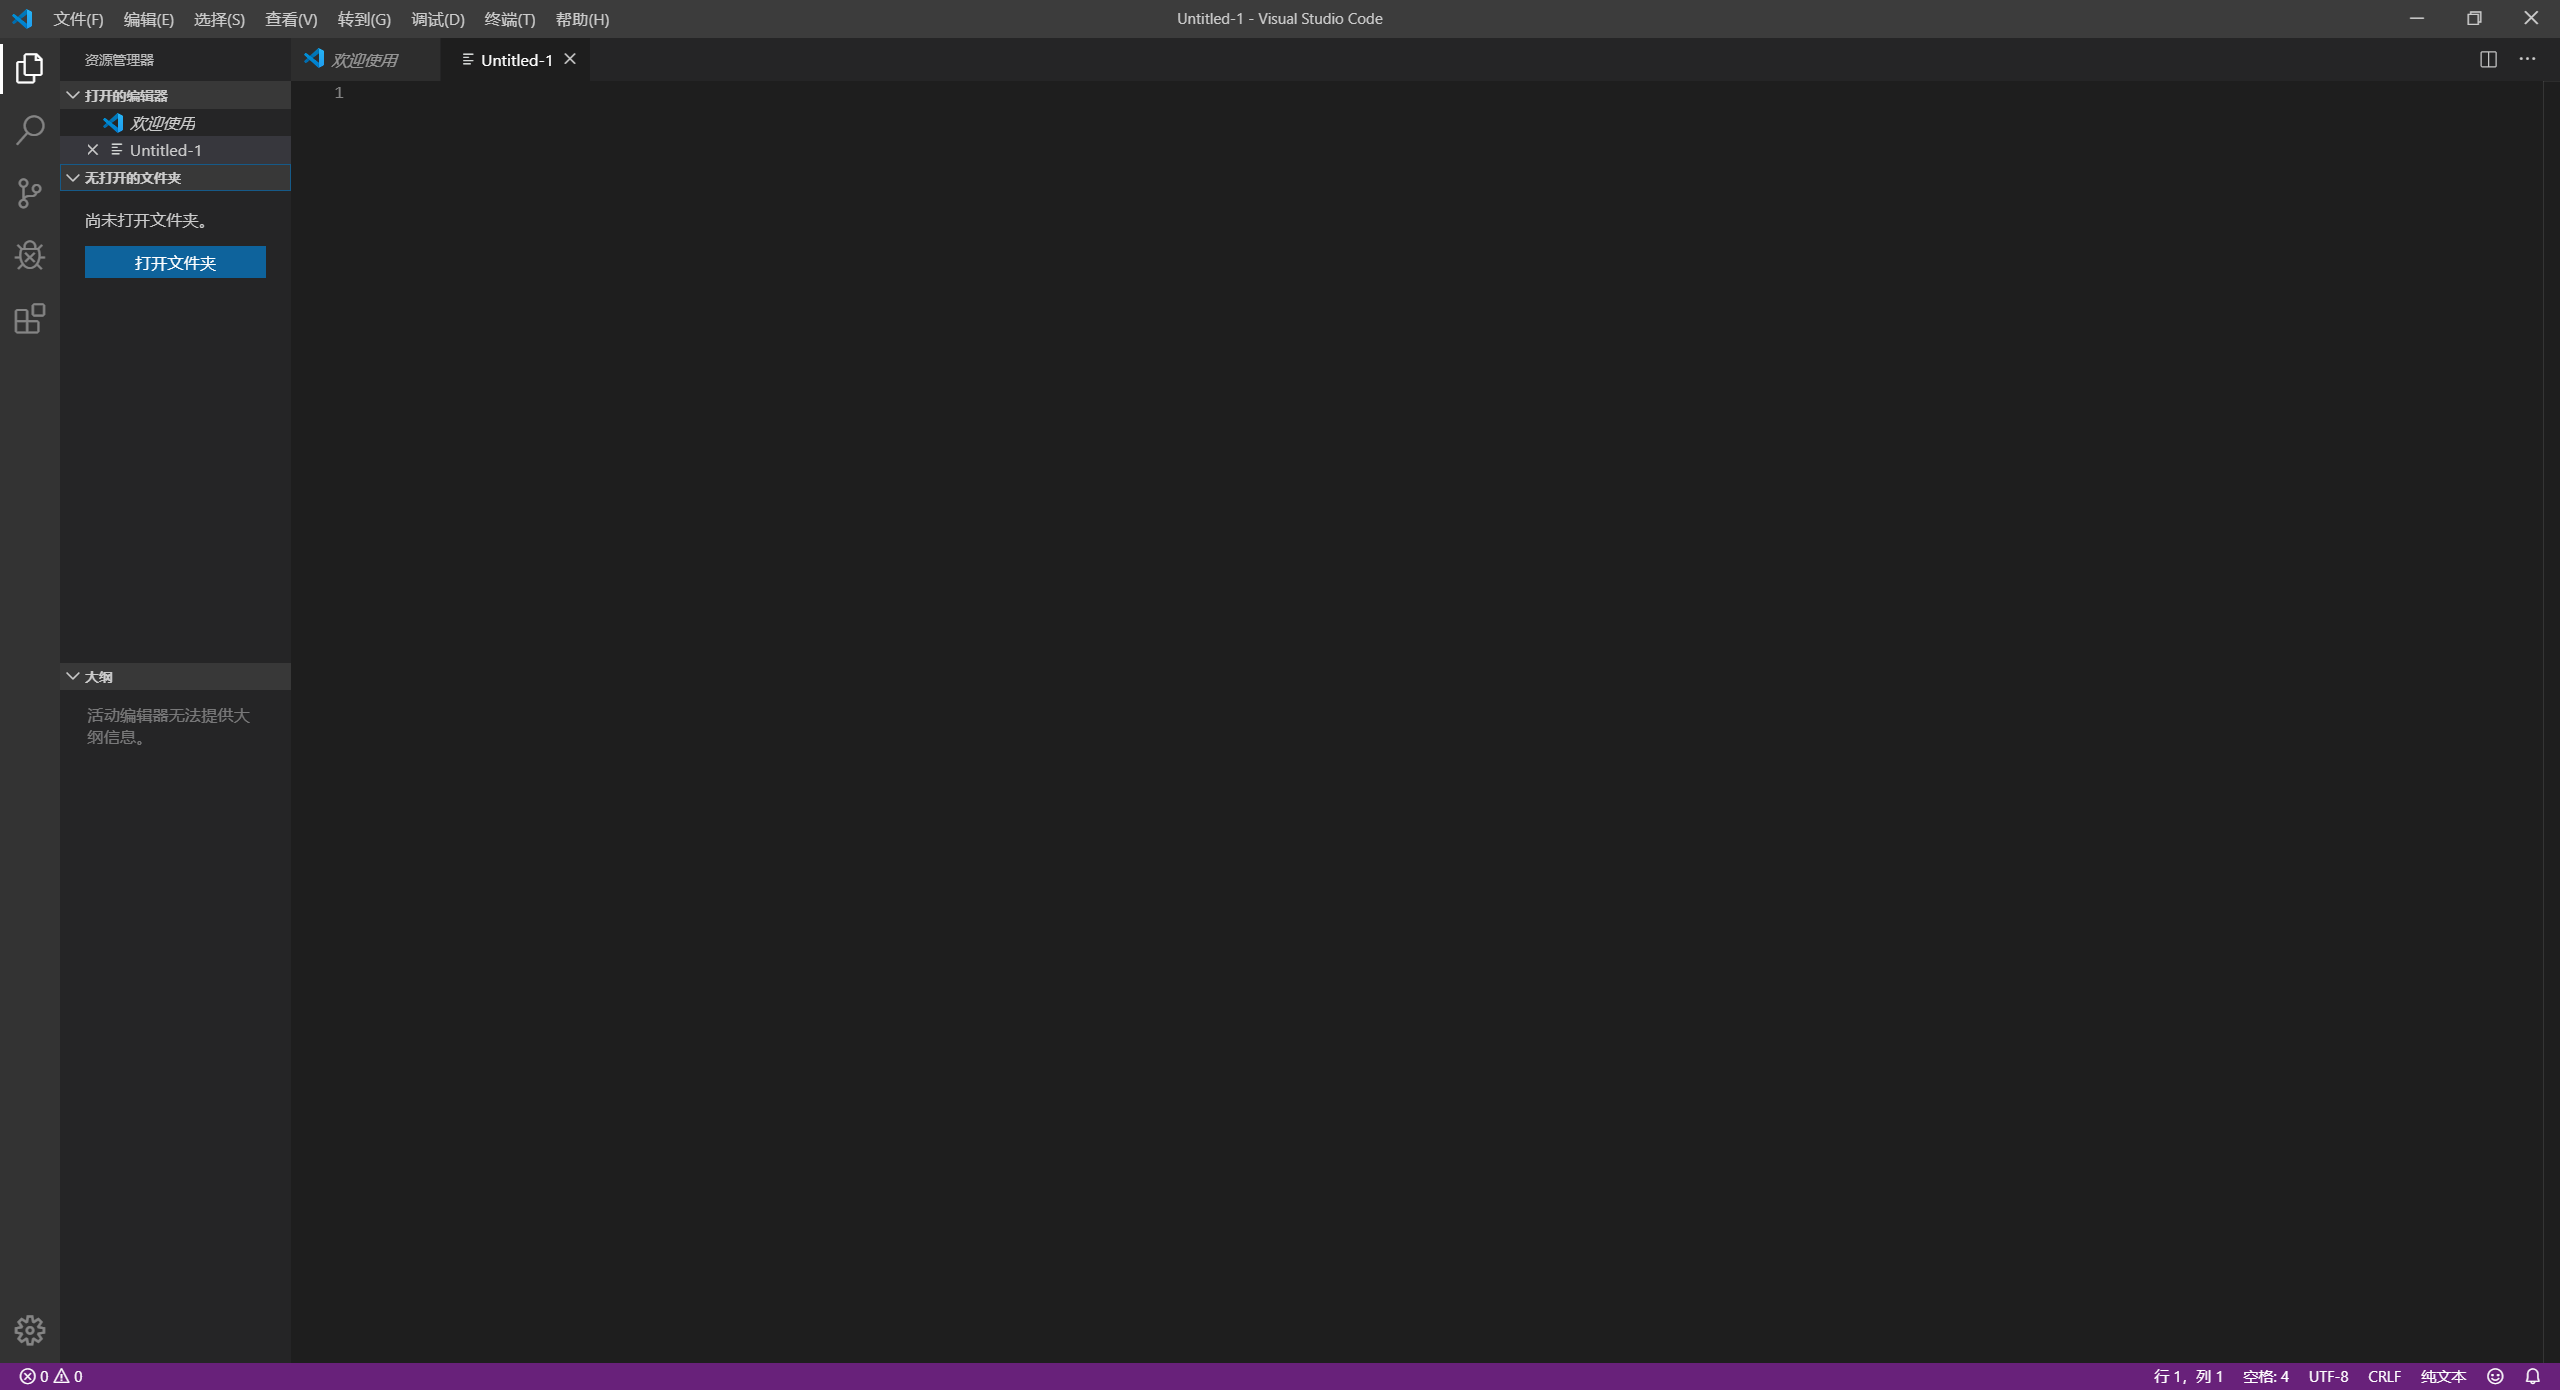 文件(F) 编辑(E) 选择(S) 查看(V) 转到(G) 调试(D) 终端(T) 帮助(H)
Untitled-1 - Visual Studio Code
资源管理器
打开的编辑器
欢迎使用
Untitled-1
无打开的文件夹
尚未打开文件夹。
打开文件夹
大纲
活动编辑器无法提供大
纲信息。
欢迎使用
Untitled-1
1
0 0
行 1，列 1 空格: 4 UTF-8 CRLF 纯文本